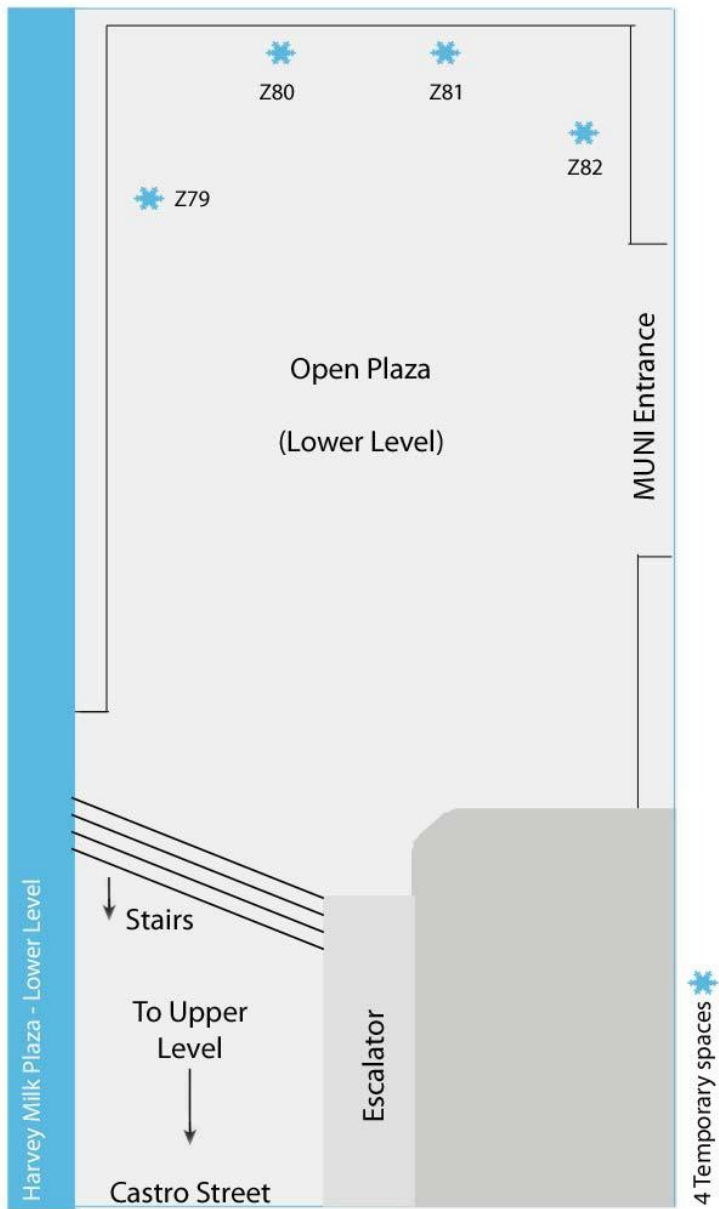 Z80
Z81
Z82
Z79
Open Plaza
(Lower Level)
MUNI Entrance
Stairs
To Upper
Level
Escalator
Castro Street
Harvey Milk Plaza - Lower Level
4 Temporary spaces